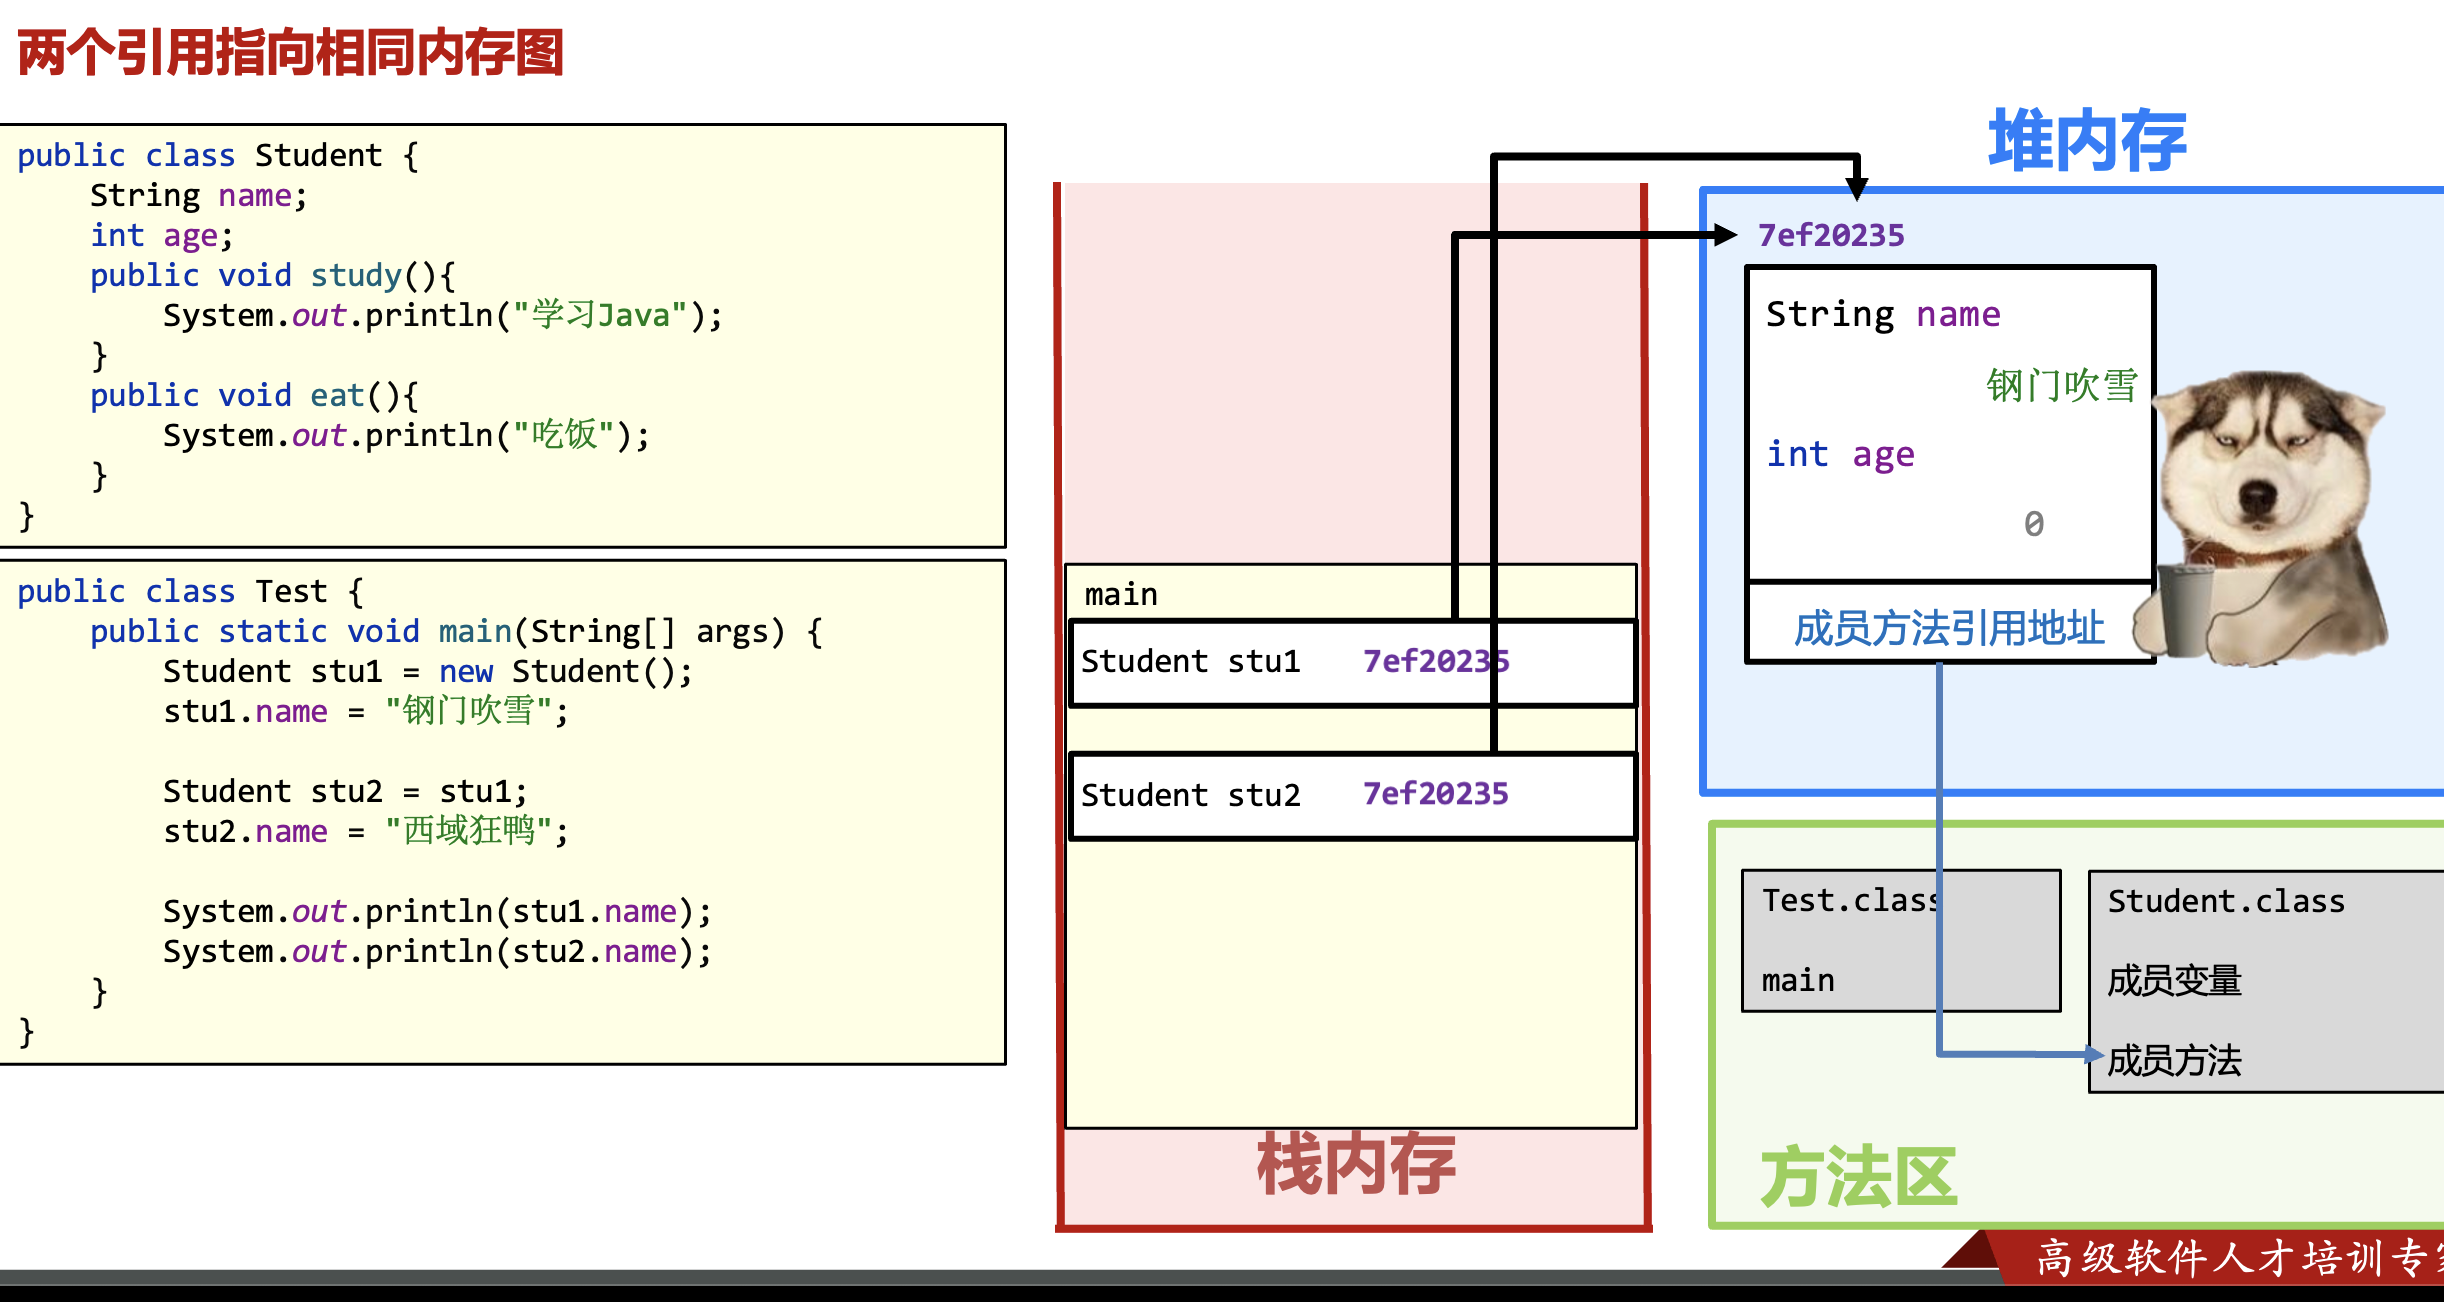 两个引用指向相同内存图
public class Student {
    String name;
    int age;
    public void study(){
        System.out.println("学习Java");
    }
    public void eat(){
        System.out.println("吃饭");
    }
}
public class Test {
    public static void main(String[] args) {
        Student stu1 = new Student();
        stu1.name = "钢门吹雪";
        Student stu2 = stu1;
        stu2.name = "西域狂鸭";
        System.out.println(stu1.name);
        System.out.println(stu2.name);
    }
}
main
Student stu1 7ef20235
Student stu2 7ef20235
栈内存
堆内存
7ef20235
String name
钢门吹雪
int age
0
成员方法引用地址
Test.class
main
Student.class
成员变量
成员方法
方法区
高级软件人才培训专